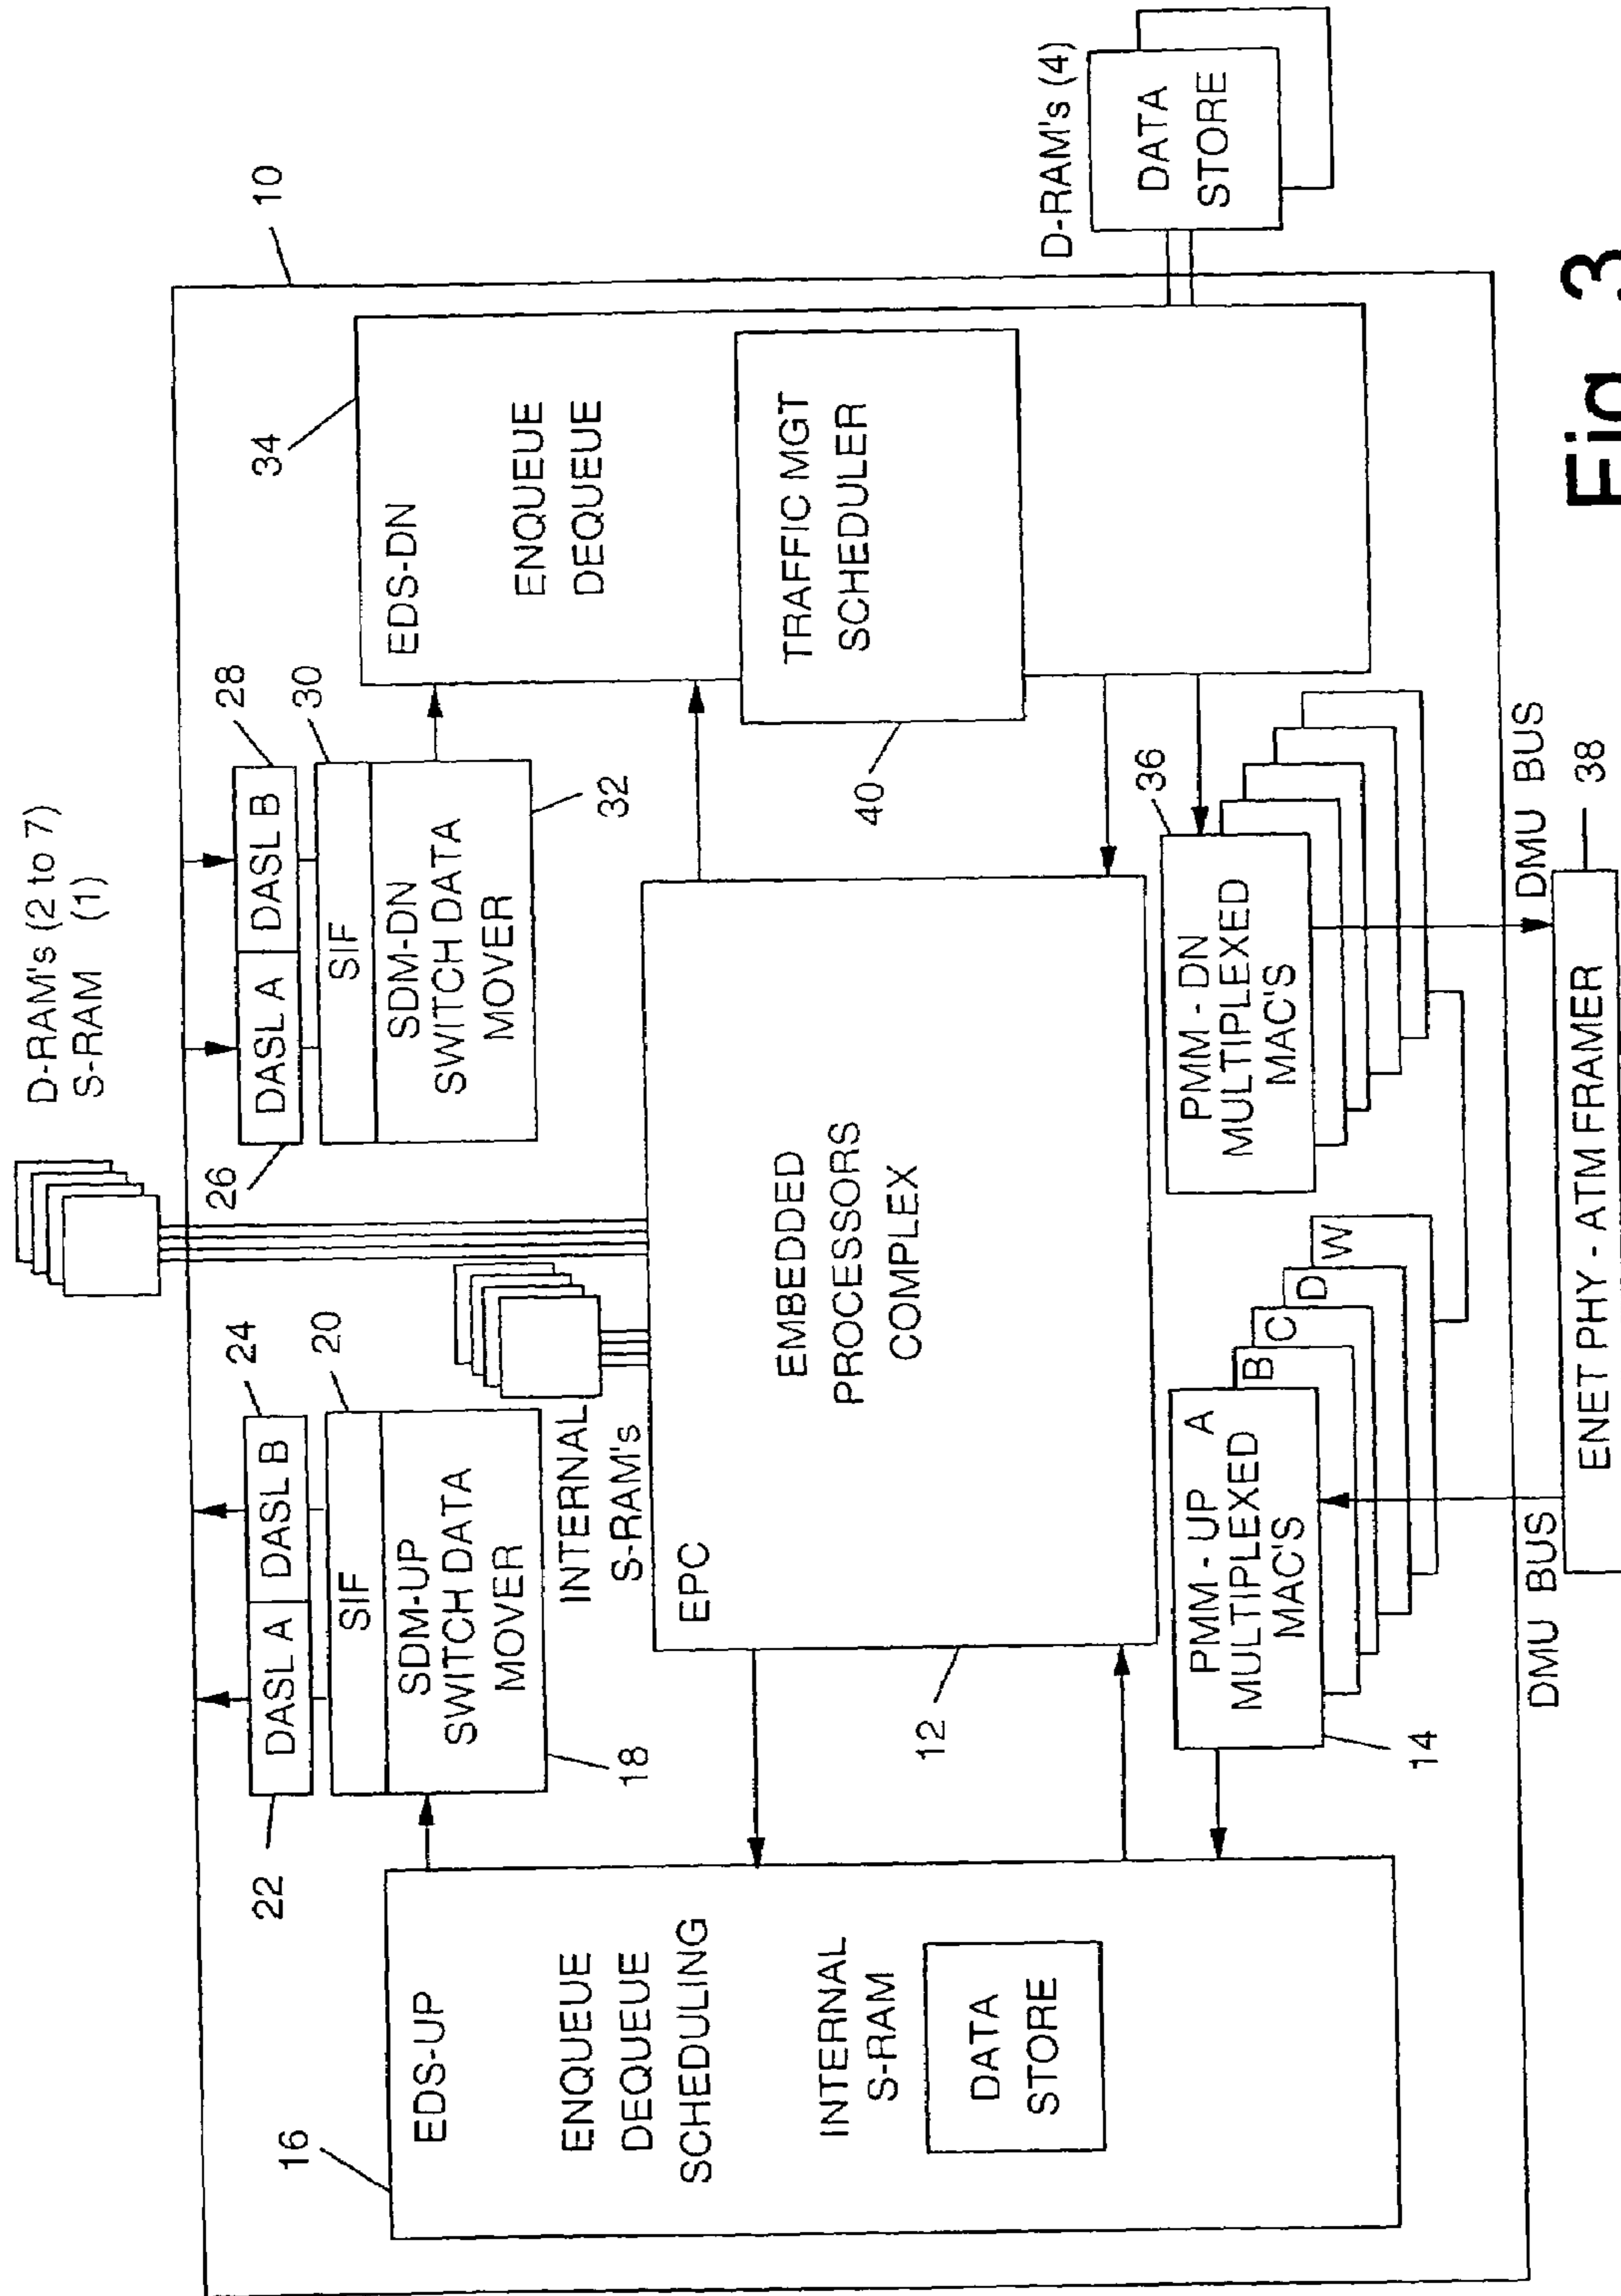 D-RAM's (2 to 7)
S-RAM (1)
10
22
24
DASL A
DASL B
20
SIF
SDM-UP
SWITCH DATA
MOVER
18
26
28
DASL A
DASL B
30
SIF
SDM-DN
SWITCH DATA
MOVER
32
34
16
EDS-UP
ENQUEUE
DEQUEUE
SCHEDULING
INTERNAL
S-RAM
DATA
STORE
INTERNAL
S-RAM's
EPC
EMBEDDED
PROCESSORS
COMPLEX
12
EDS-DN
ENQUEUE
DEQUEUE
TRAFFIC MGT
SCHEDULER
40
D-RAM's (4)
DATA
STORE
PMM - UP A
MULTIPLEXED
MAC'S
B
C
D
W
14
36
PMM - DN
MULTIPLEXED
MAC'S
DMU BUS
DMU BUS
ENET PHY - ATM FRAMER
38
Fig. 3